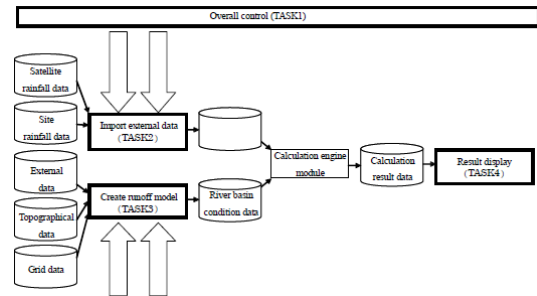 Overall control (TASK1)
Satellite
rainfall data
Site
rainfall data
Import external data
(TASK2)
External
data
Topographical
data
Grid data
Create runoff model
(TASK3)
River basin
condition data
Calculation engine
module
Calculation
result data
Result display
(TASK4)